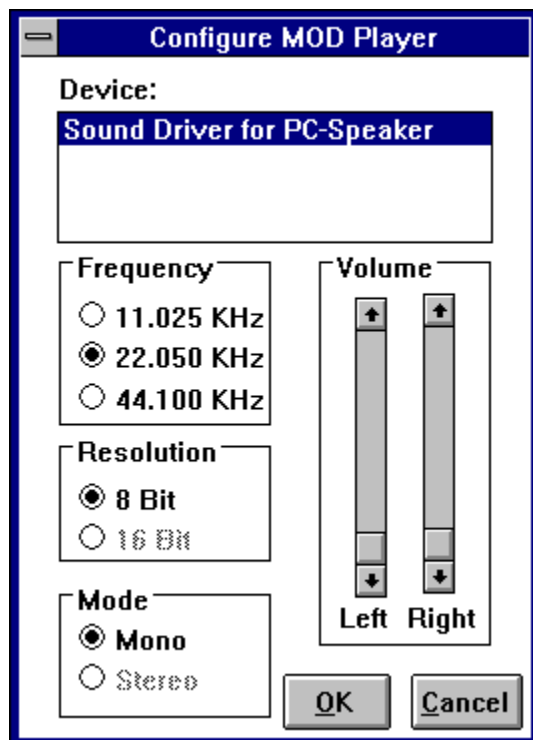 Configure MOD Player
Device:
Sound Driver for PC-Speaker
Frequency
11.025 KHz
22.050 KHz
44.100 KHz
Resolution
8 Bit
16 Bit
Mode
Mono
Stereo
Volume
Left Right
OK Cancel